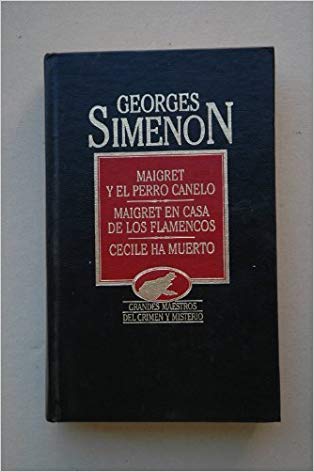 GEORGES
SIMENON
MAIGRET
Y EL PERRO CANELO
MAIGRET EN CASA
DE LOS FLAMENCOS
CECILE HA MUERTO
GRANDES MAESTROS
DEL CRIMEN Y MISTERIO